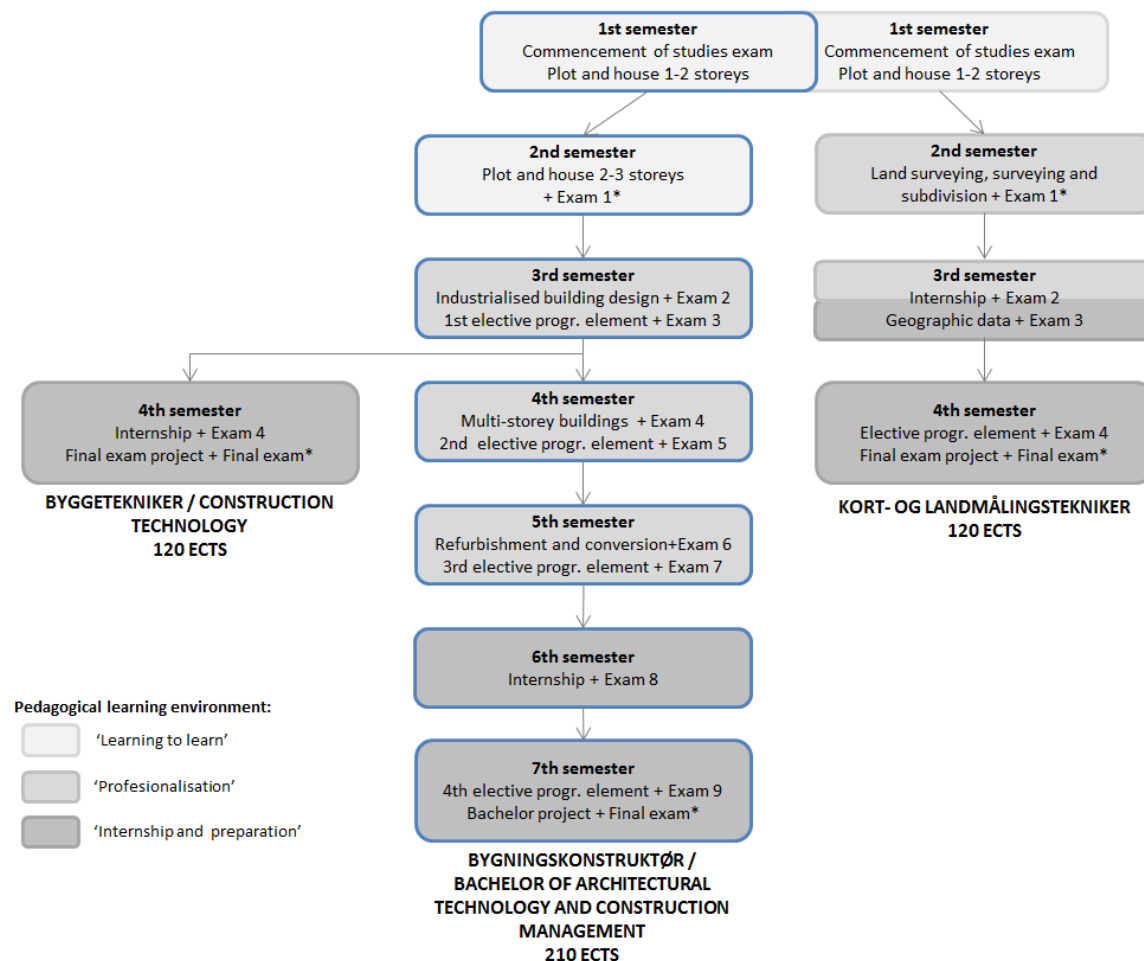 1st semester
Commencement of studies exam
Plot and house 1-2 storeys
1st semester
Commencement of studies exam
Plot and house 1-2 storeys
2nd semester
Plot and house 2-3 storeys
+ Exam 1*
2nd semester
Land surveying, surveying and
subdivision + Exam 1*
3rd semester
Industrialised building design + Exam 2
1st elective progr. element + Exam 3
3rd semester
Internship + Exam 2
Geographic data + Exam 3
4th semester
Internship + Exam 4
Final exam project + Final exam*
BYGGETEKNIKER / CONSTRUCTION
TECHNOLOGY
120 ECTS
4th semester
Multi-storey buildings + Exam 4
2nd elective progr. element + Exam 5
4th semester
Elective progr. element + Exam 4
Final exam project + Final exam*
KORT- OG LANDMÅLINGSTEKNIKER
120 ECTS
5th semester
Refurbishment and conversion+Exam 6
3rd elective progr. element + Exam 7
6th semester
Internship + Exam 8
7th semester
4th elective progr. element + Exam 9
Bachelor project + Final exam*
BYGNINGSKONSTRUKTØR /
BACHELOR OF ARCHITECTURAL
TECHNOLOGY AND CONSTRUCTION
MANAGEMENT
210 ECTS
Pedagogical learning environment:
'Learning to learn'
'Profesionalisation'
'Internship and preparation'